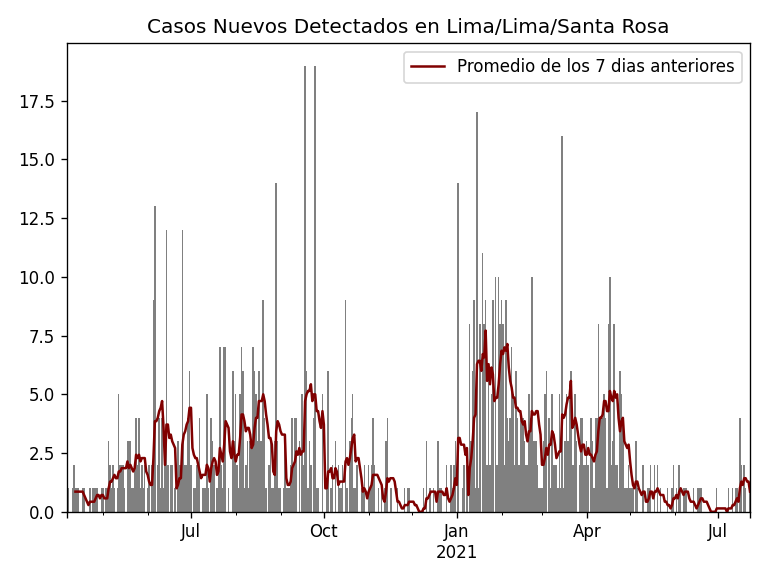 Casos Nuevos Detectados en Lima/Lima/Santa Rosa
Promedio de los 7 dias anteriores
17.5
15.0
12.5
10.0
7.5
5.0
2.5
0.0
Jul
Oct
Jan
2021
Apr
Jul